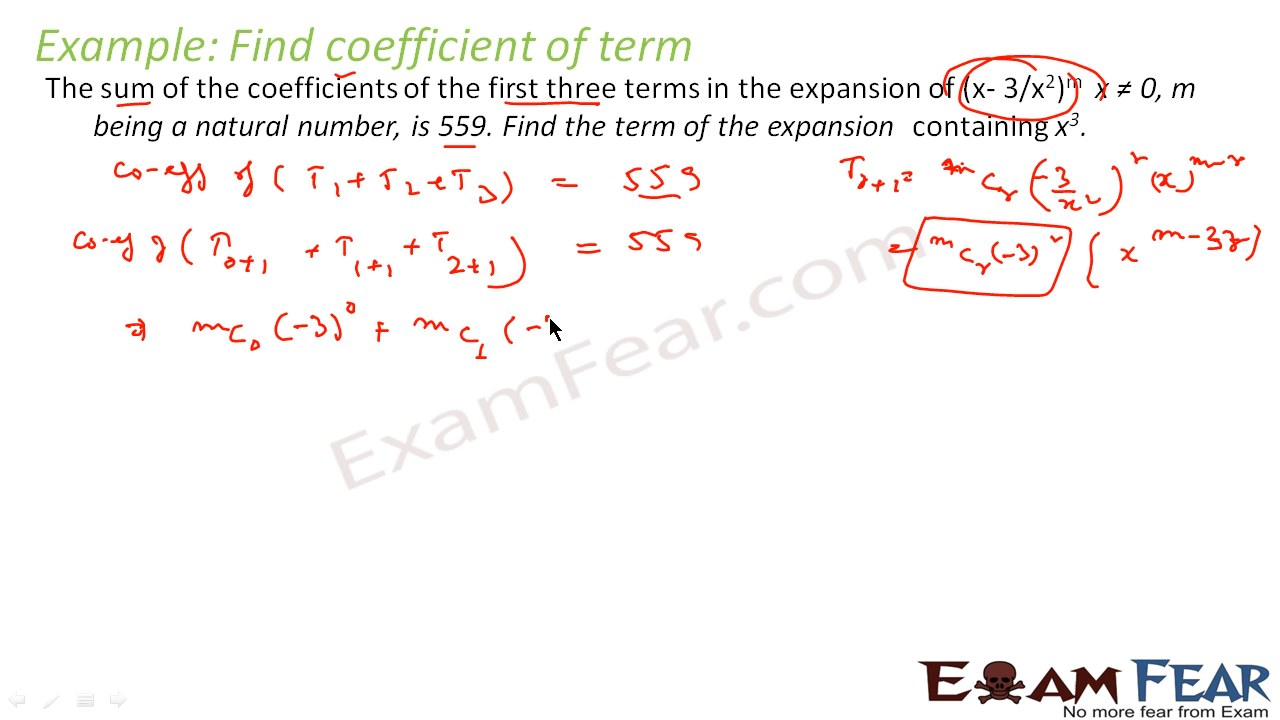 Example: Find coefficient of term
The sum of the coefficients of the first three terms in the expansion of (x- 3/x²)ᵐ x ≠ 0, m
being a natural number, is 559. Find the term of the expansion containing x³.
Co-eff of (T₁ + T₂ + T₃) = 559
Tᵣ₊₁ = ᵐCᵣ (-3/x²)ʳ (x)ᵐ⁻ʳ
Co-ef of (T₀₊₁ + T₁₊₁ + T₂₊₁) = 559
= ᵐCᵣ (-3)ʳ [x ᵐ⁻³ʳ]
⇒ ᵐC₀ (-3)⁰ + ᵐC₁ (-
ExamFear.com
EXAM FEAR
No more fear from Exam